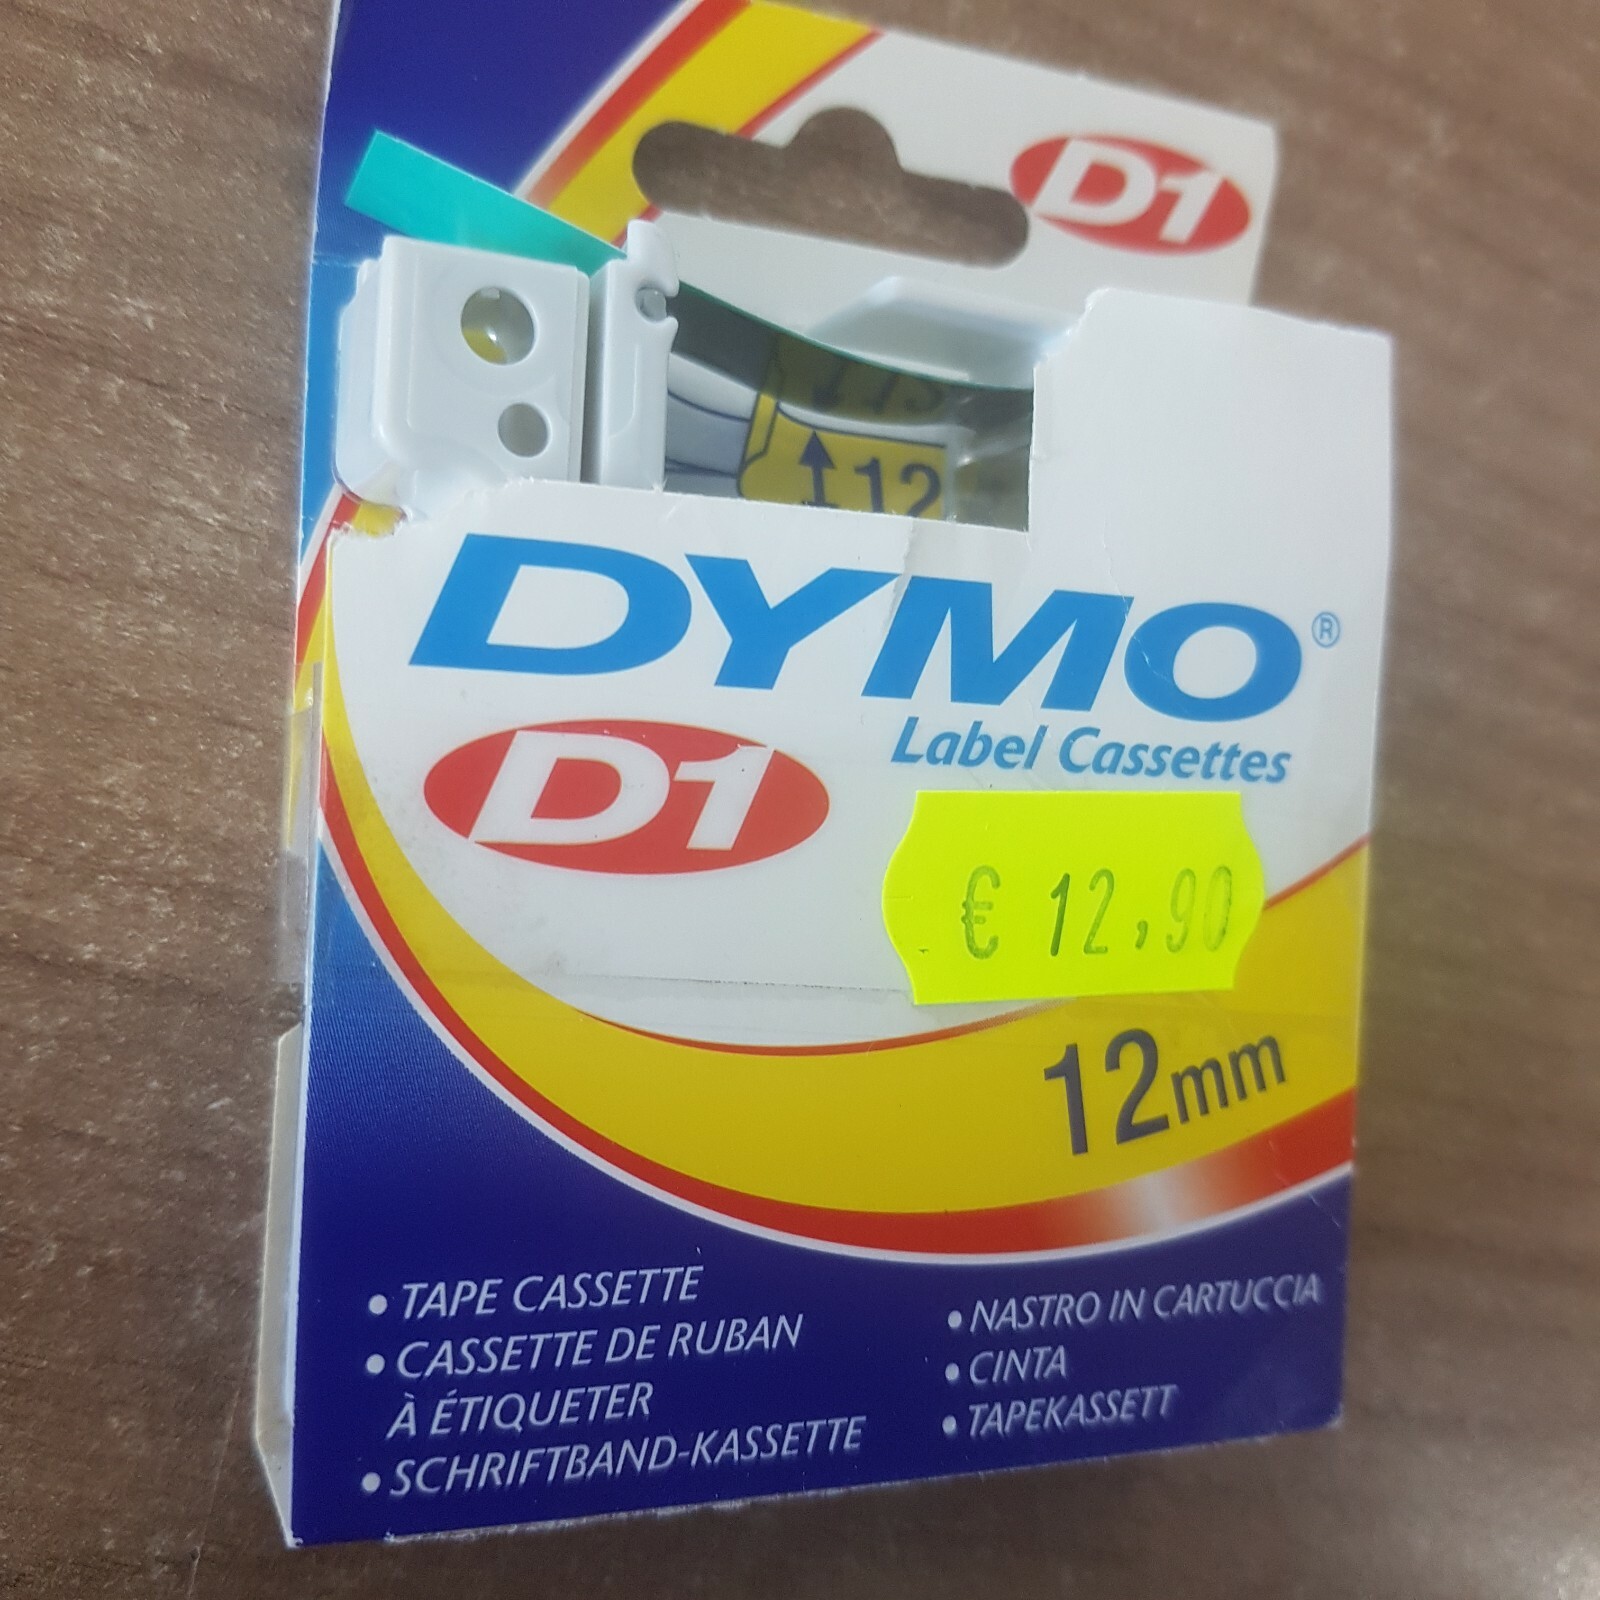 D1
12
DYMO®
Label Cassettes
D1
€ 12,90
12mm
• TAPE CASSETTE
• CASSETTE DE RUBAN
À ÉTIQUETER
• SCHRIFTBAND-KASSETTE
• NASTRO IN CARTUCCIA
• CINTA
• TAPEKASSETT